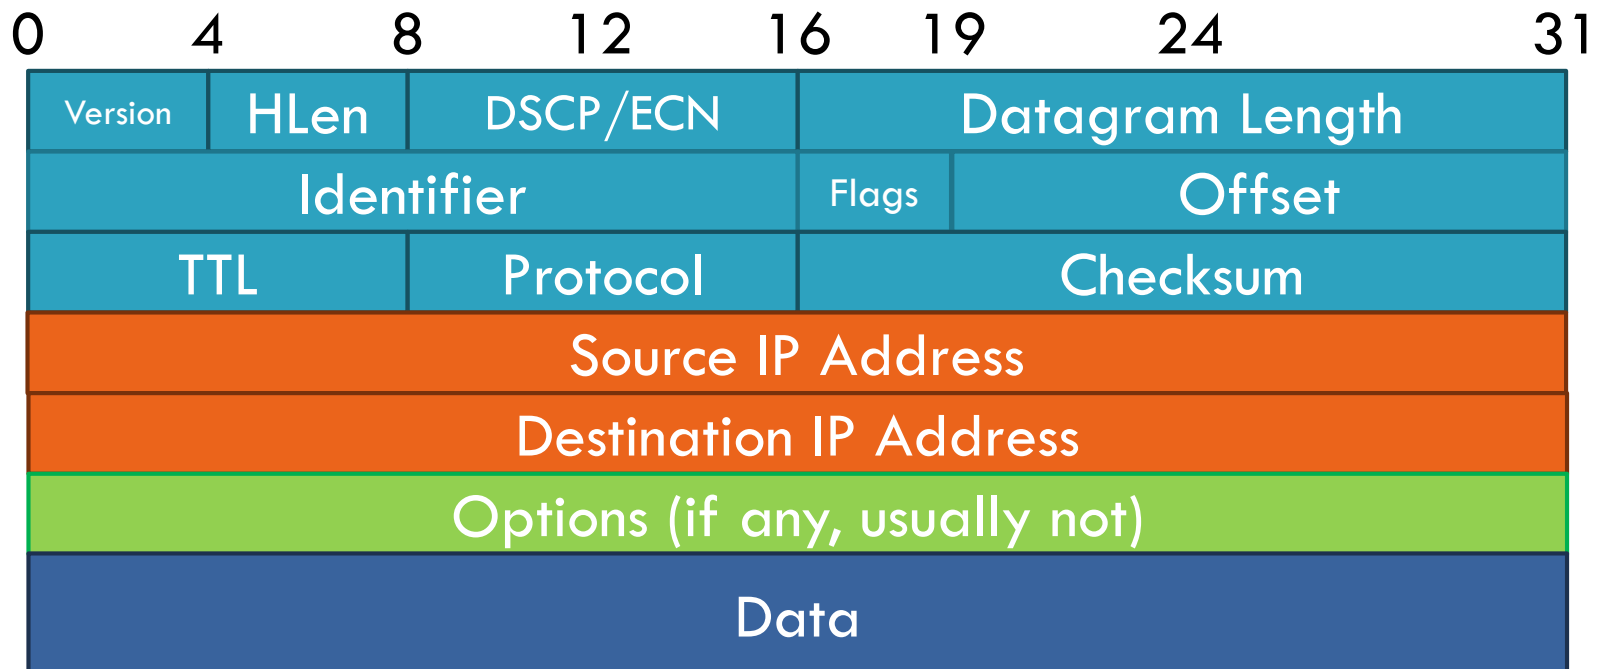 0 4 8 12 16 19 24 31
Version HLen DSCP/ECN Datagram Length
Identifier Flags Offset
TTL Protocol Checksum
Source IP Address
Destination IP Address
Options (if any, usually not)
Data